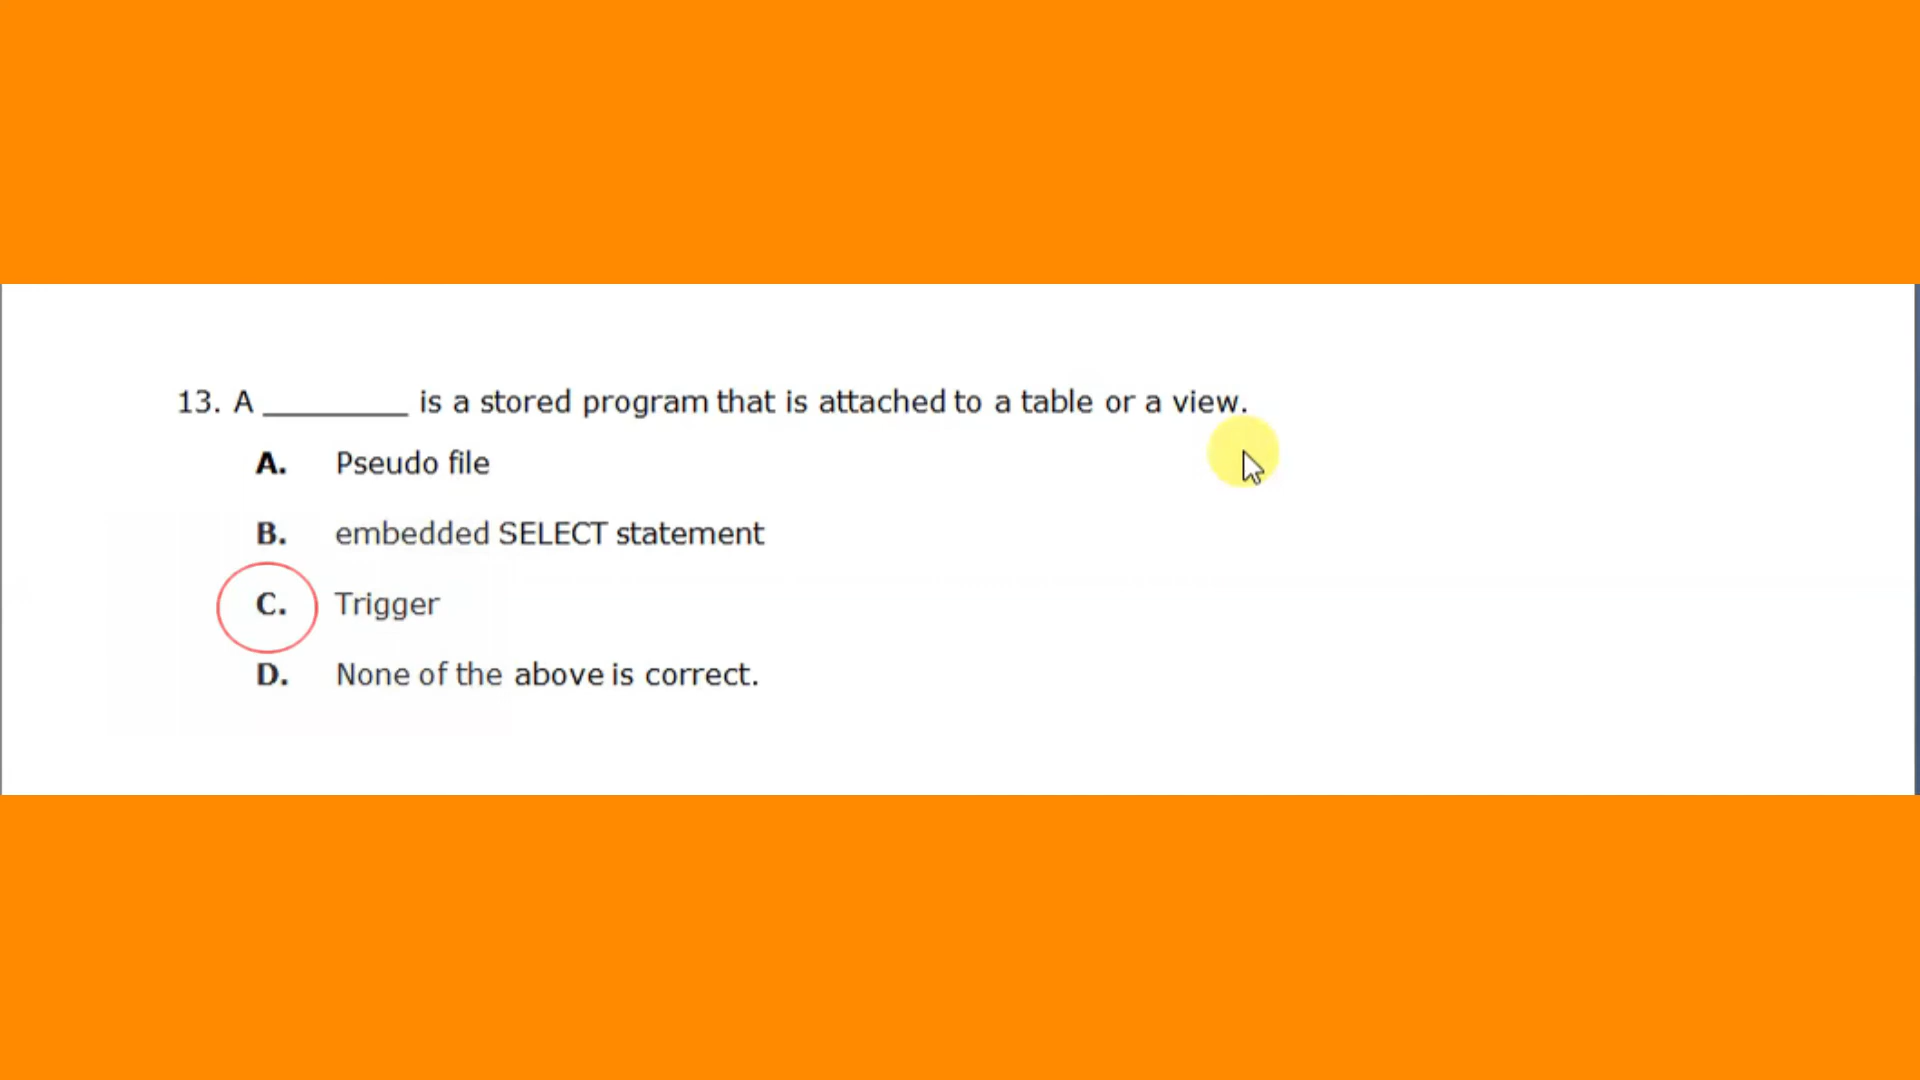 13. A _________ is a stored program that is attached to a table or a view.
A. Pseudo file
B. embedded SELECT statement
C. Trigger
D. None of the above is correct.